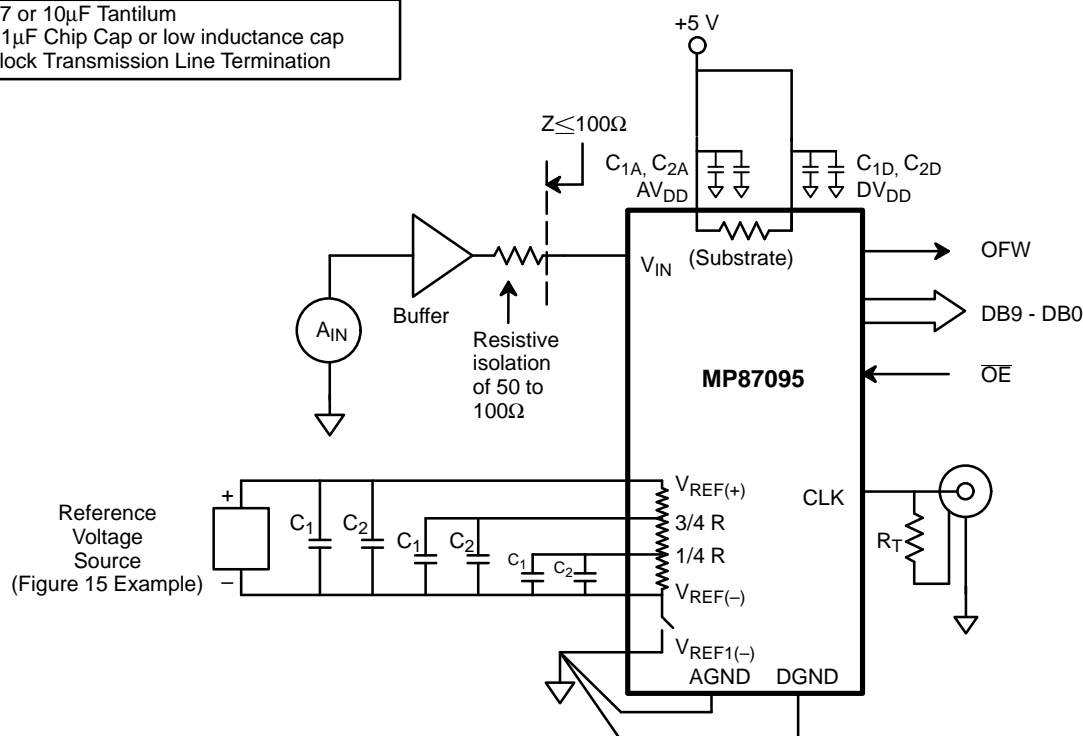 7 or 10µF Tantilum
1µF Chip Cap or low inductance cap
lock Transmission Line Termination
+5 V
Z≤100Ω
C1A, C2A
AVDD
C1D, C2D
DVDD
(Substrate)
VIN
OFW
Buffer
AIN
DB9 - DB0
Resistive
isolation
of 50 to
100Ω
MP87095
OE
VREF(+)
CLK
+
Reference
Voltage
Source
(Figure 15 Example)
–
C1
C2
C1
C2
C1
C2
3/4 R
1/4 R
RT
VREF(–)
VREF1(–)
AGND
DGND